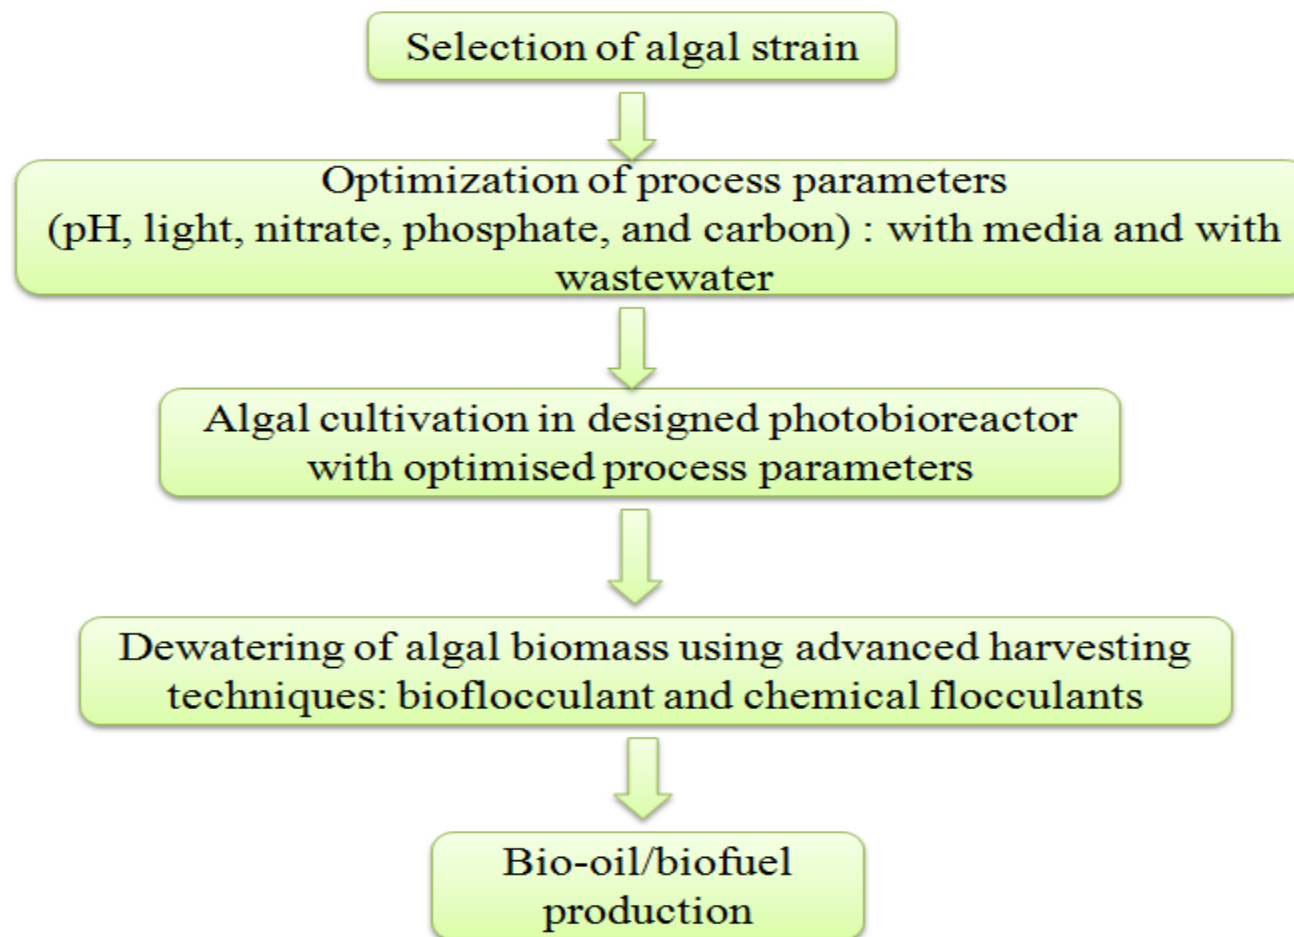 Selection of algal strain
Optimization of process parameters
(pH, light, nitrate, phosphate, and carbon) : with media and with
wastewater
Algal cultivation in designed photobioreactor
with optimised process parameters
Dewatering of algal biomass using advanced harvesting
techniques: bioflocculant and chemical flocculants
Bio-oil/biofuel
production